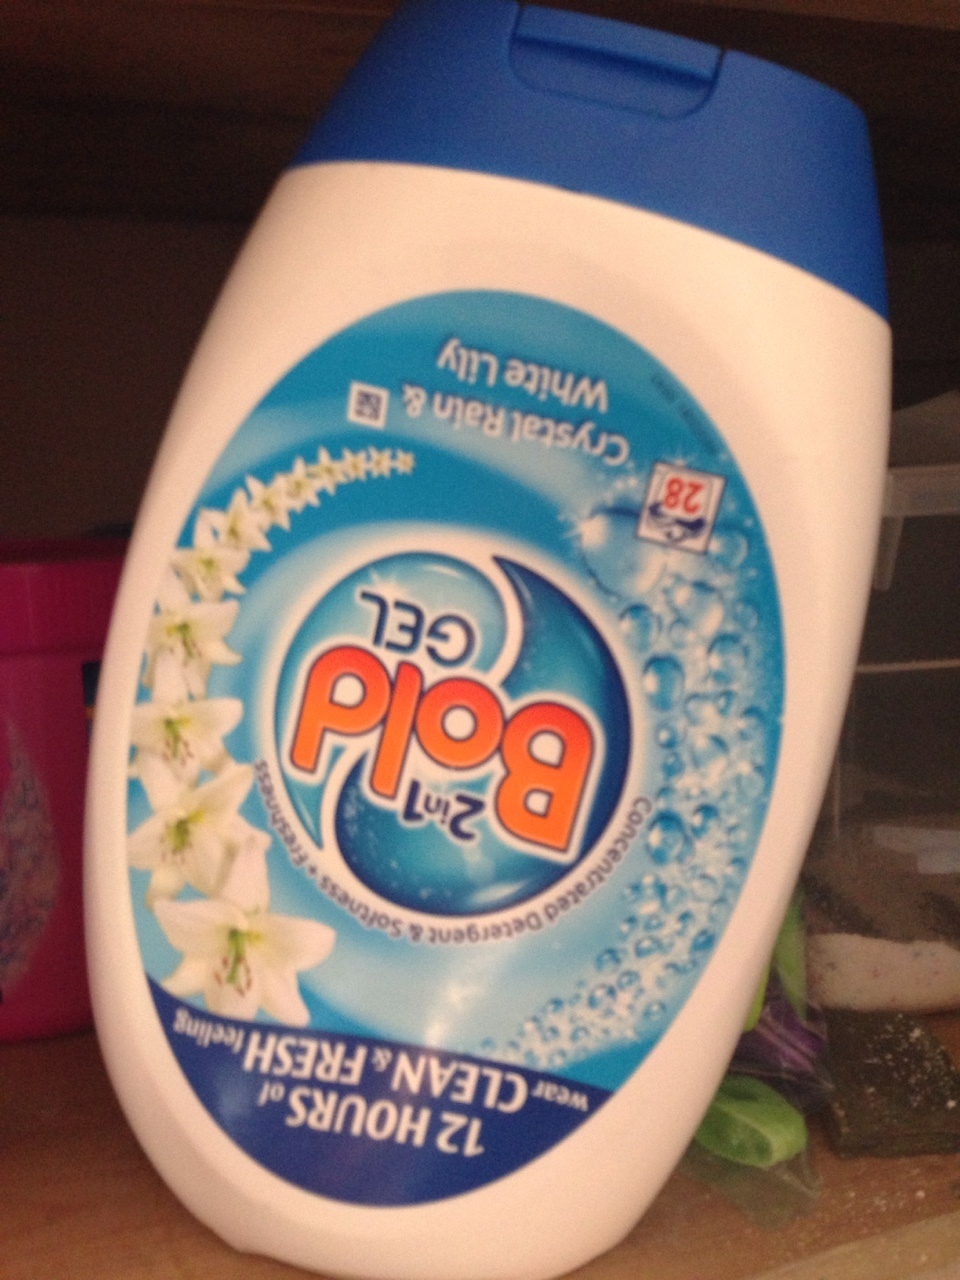 12 HOURS of
wear CLEAN & FRESH feeling
Concentrated Detergent & Softness + Freshness
2in1
Bold
GEL
28
Crystal Rain &
White Lily